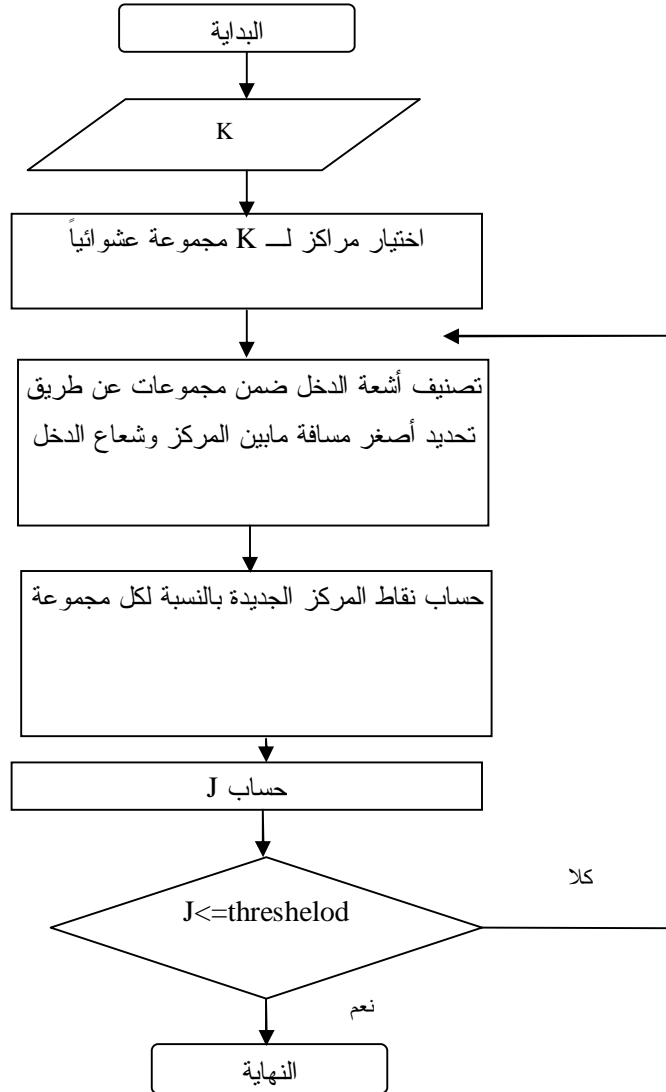 البداية
K
اختيار مراكز لــ K مجموعة عشوائياً
تصنيف أشعة الدخل ضمن مجموعات عن طريق
تحديد أصغر مسافة مابين المركز وشعاع الدخل
حساب نقاط المركز الجديدة بالنسبة لكل مجموعة
حساب J
J<=threshelod
كلا
نعم
النهاية